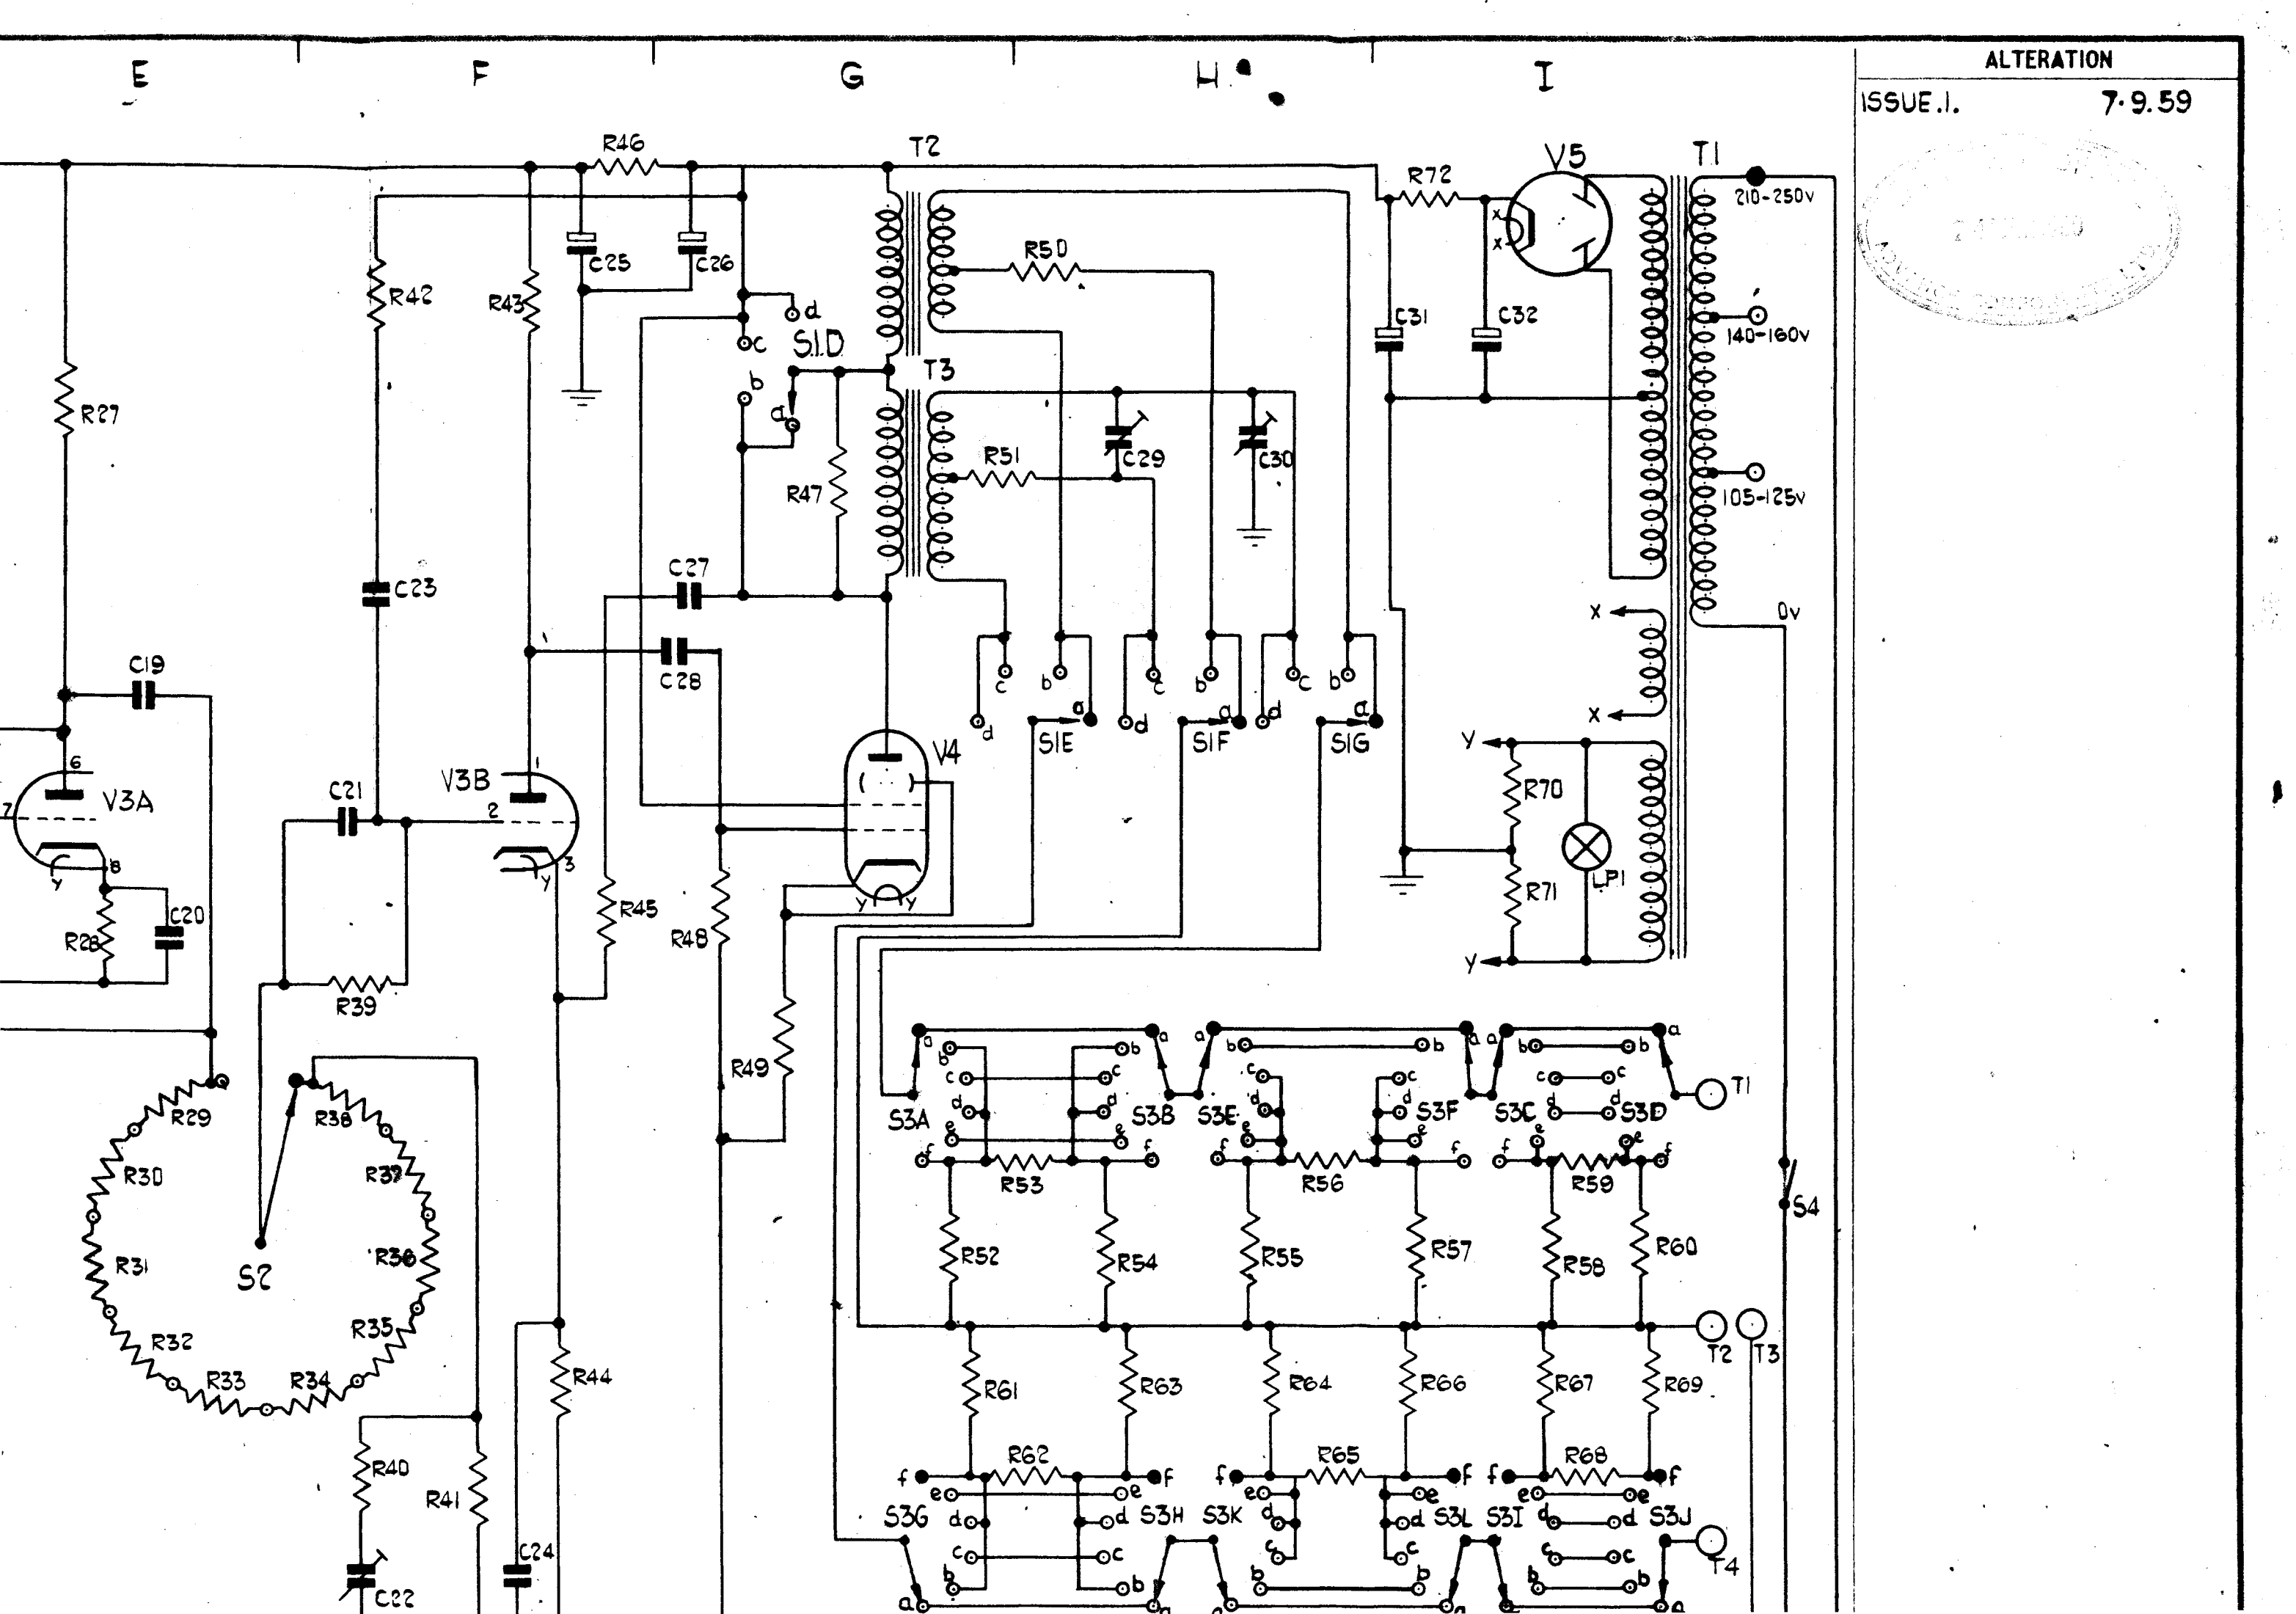 E F G H I
ALTERATION
ISSUE.1. 7.9.59
R46
T2
V5
T1
R72
210-250v
R50
x
x
C25
C26
R42
R43
d
C31
C32
140-160v
c
S1D
T3
b
a
R27
R51
C29
C30
R47
105-125v
C27
C23
x
0v
C19
C28
c
b
c
b
c
b
d
a
d
a
d
a
x
S1E
S1F
S1G
Y
V4
6
V3A
C21
V3B
1
2
7
R70
8
Y
3
Y
LP1
R71
Y Y
C20
R45
R28
R48
Y
R39
R49
a
a
a
a
a
a
b
b
b
b
b
b
c
c
c
c
c
c
T1
R29
R38
d
d
d
d
d
d
S3A
S3B
S3E
S3F
S3C
S3D
e
e
e
e
e
f
f
f
f
f
f
R30
R37
R53
R56
R59
S4
R31
R36
S2
R52
R54
R55
R57
R58
R60
R32
R35
T2
T3
R33
R34
R44
R61
R63
R64
R66
R67
R69
R40
R41
R62
R65
R68
f
f
f
f
f
f
e
e
e
e
e
e
S3G
S3H
S3K
S3L
S3I
S3J
d
d
d
d
d
d
C24
c
c
c
c
c
c
T4
C22
b
b
b
b
b
b
a
a
a
a
a